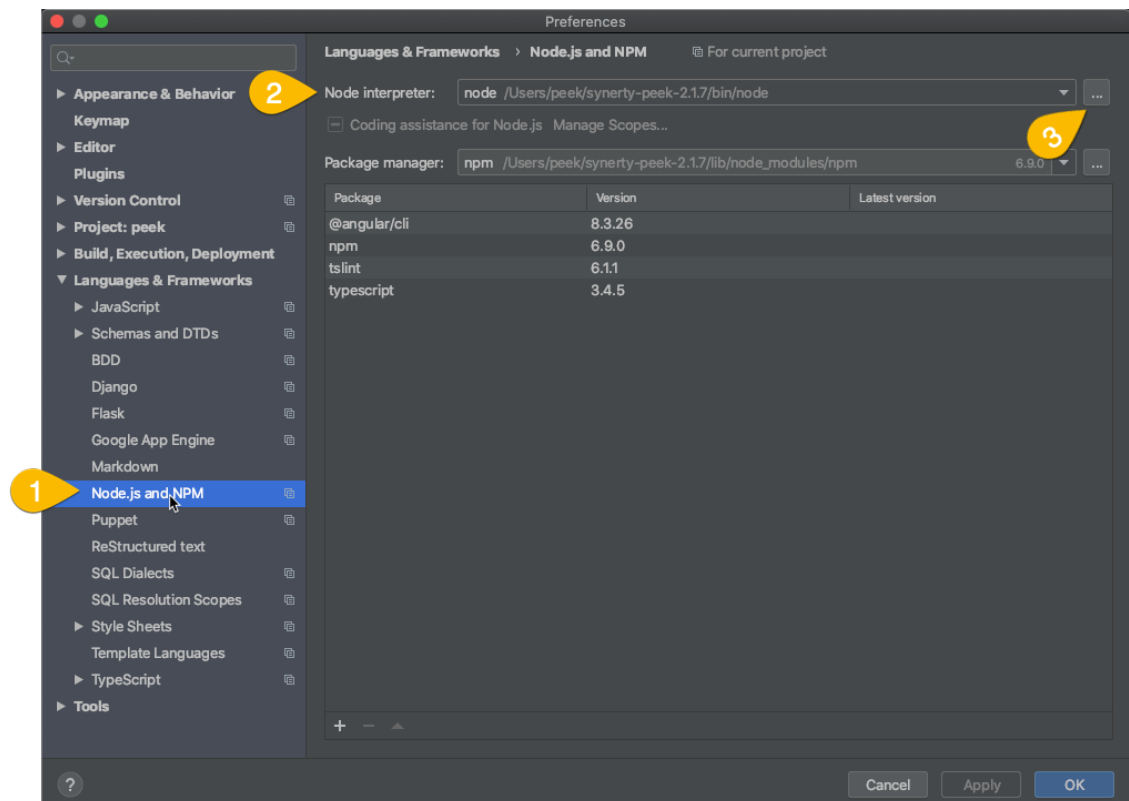 Preferences
Languages & Frameworks › Node.js and NPM For current project
Appearance & Behavior
Keymap
Editor
Plugins
Version Control
Project: peek
Build, Execution, Deployment
Languages & Frameworks
JavaScript
Schemas and DTDs
BDD
Django
Flask
Google App Engine
Markdown
1
Node.js and NPM
Puppet
ReStructured text
SQL Dialects
SQL Resolution Scopes
Style Sheets
Template Languages
TypeScript
Tools
2
Node interpreter: node /Users/peek/synerty-peek-2.1.7/bin/node ...
3
Coding assistance for Node.js Manage Scopes...
Package manager: npm /Users/peek/synerty-peek-2.1.7/lib/node_modules/npm 6.9.0 ...
Package Version Latest version
@angular/cli 8.3.26
npm 6.9.0
tslint 6.1.1
typescript 3.4.5
+ −
? Cancel Apply OK